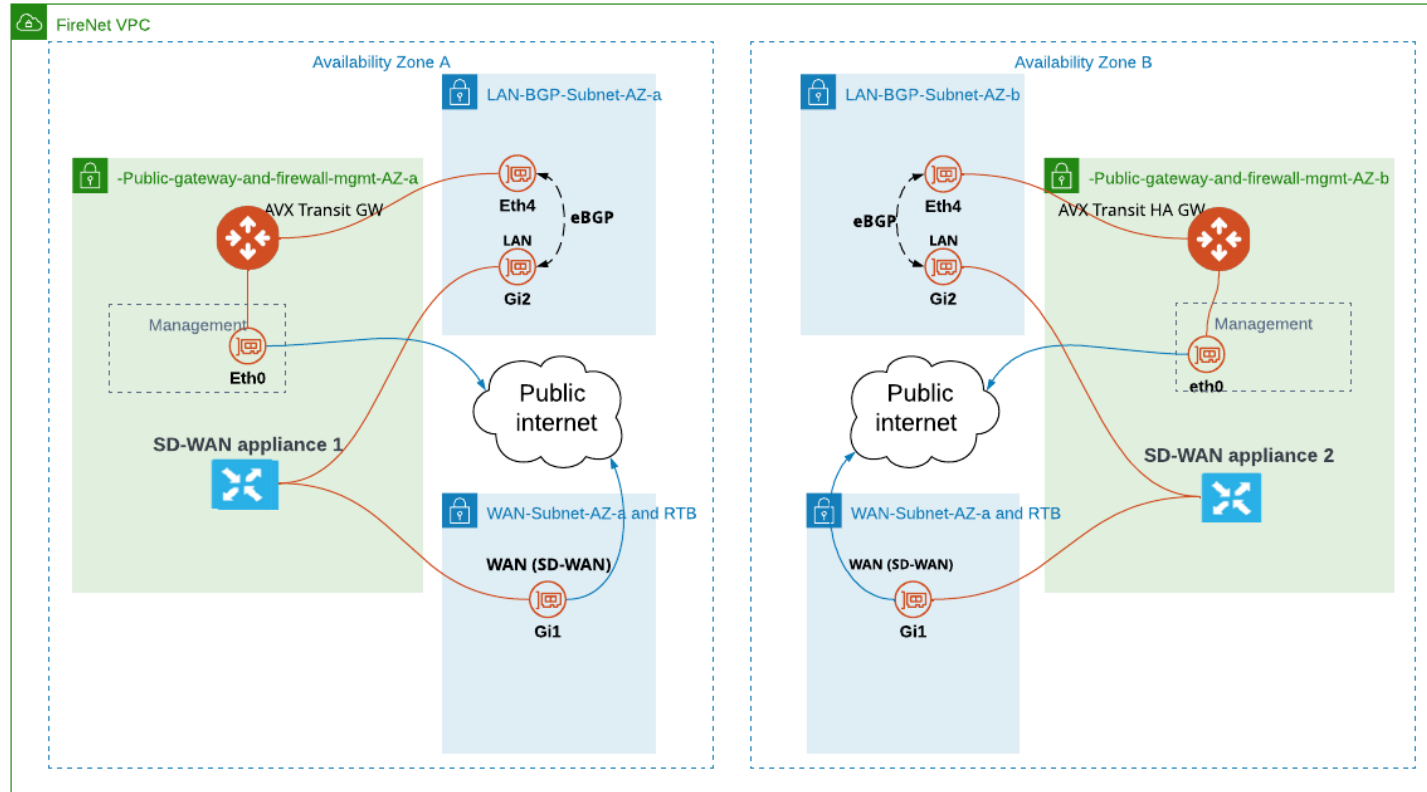 FireNet VPC
Availability Zone A
LAN-BGP-Subnet-AZ-a
-Public-gateway-and-firewall-mgmt-AZ-a
AVX Transit GW
Eth4
eBGP
LAN
Gi2
Management
Eth0
Public
internet
SD-WAN appliance 1
WAN-Subnet-AZ-a and RTB
WAN (SD-WAN)
Gi1
Availability Zone B
LAN-BGP-Subnet-AZ-b
-Public-gateway-and-firewall-mgmt-AZ-b
AVX Transit HA GW
Eth4
eBGP
LAN
Gi2
Management
eth0
Public
internet
SD-WAN appliance 2
WAN-Subnet-AZ-a and RTB
WAN (SD-WAN)
Gi1